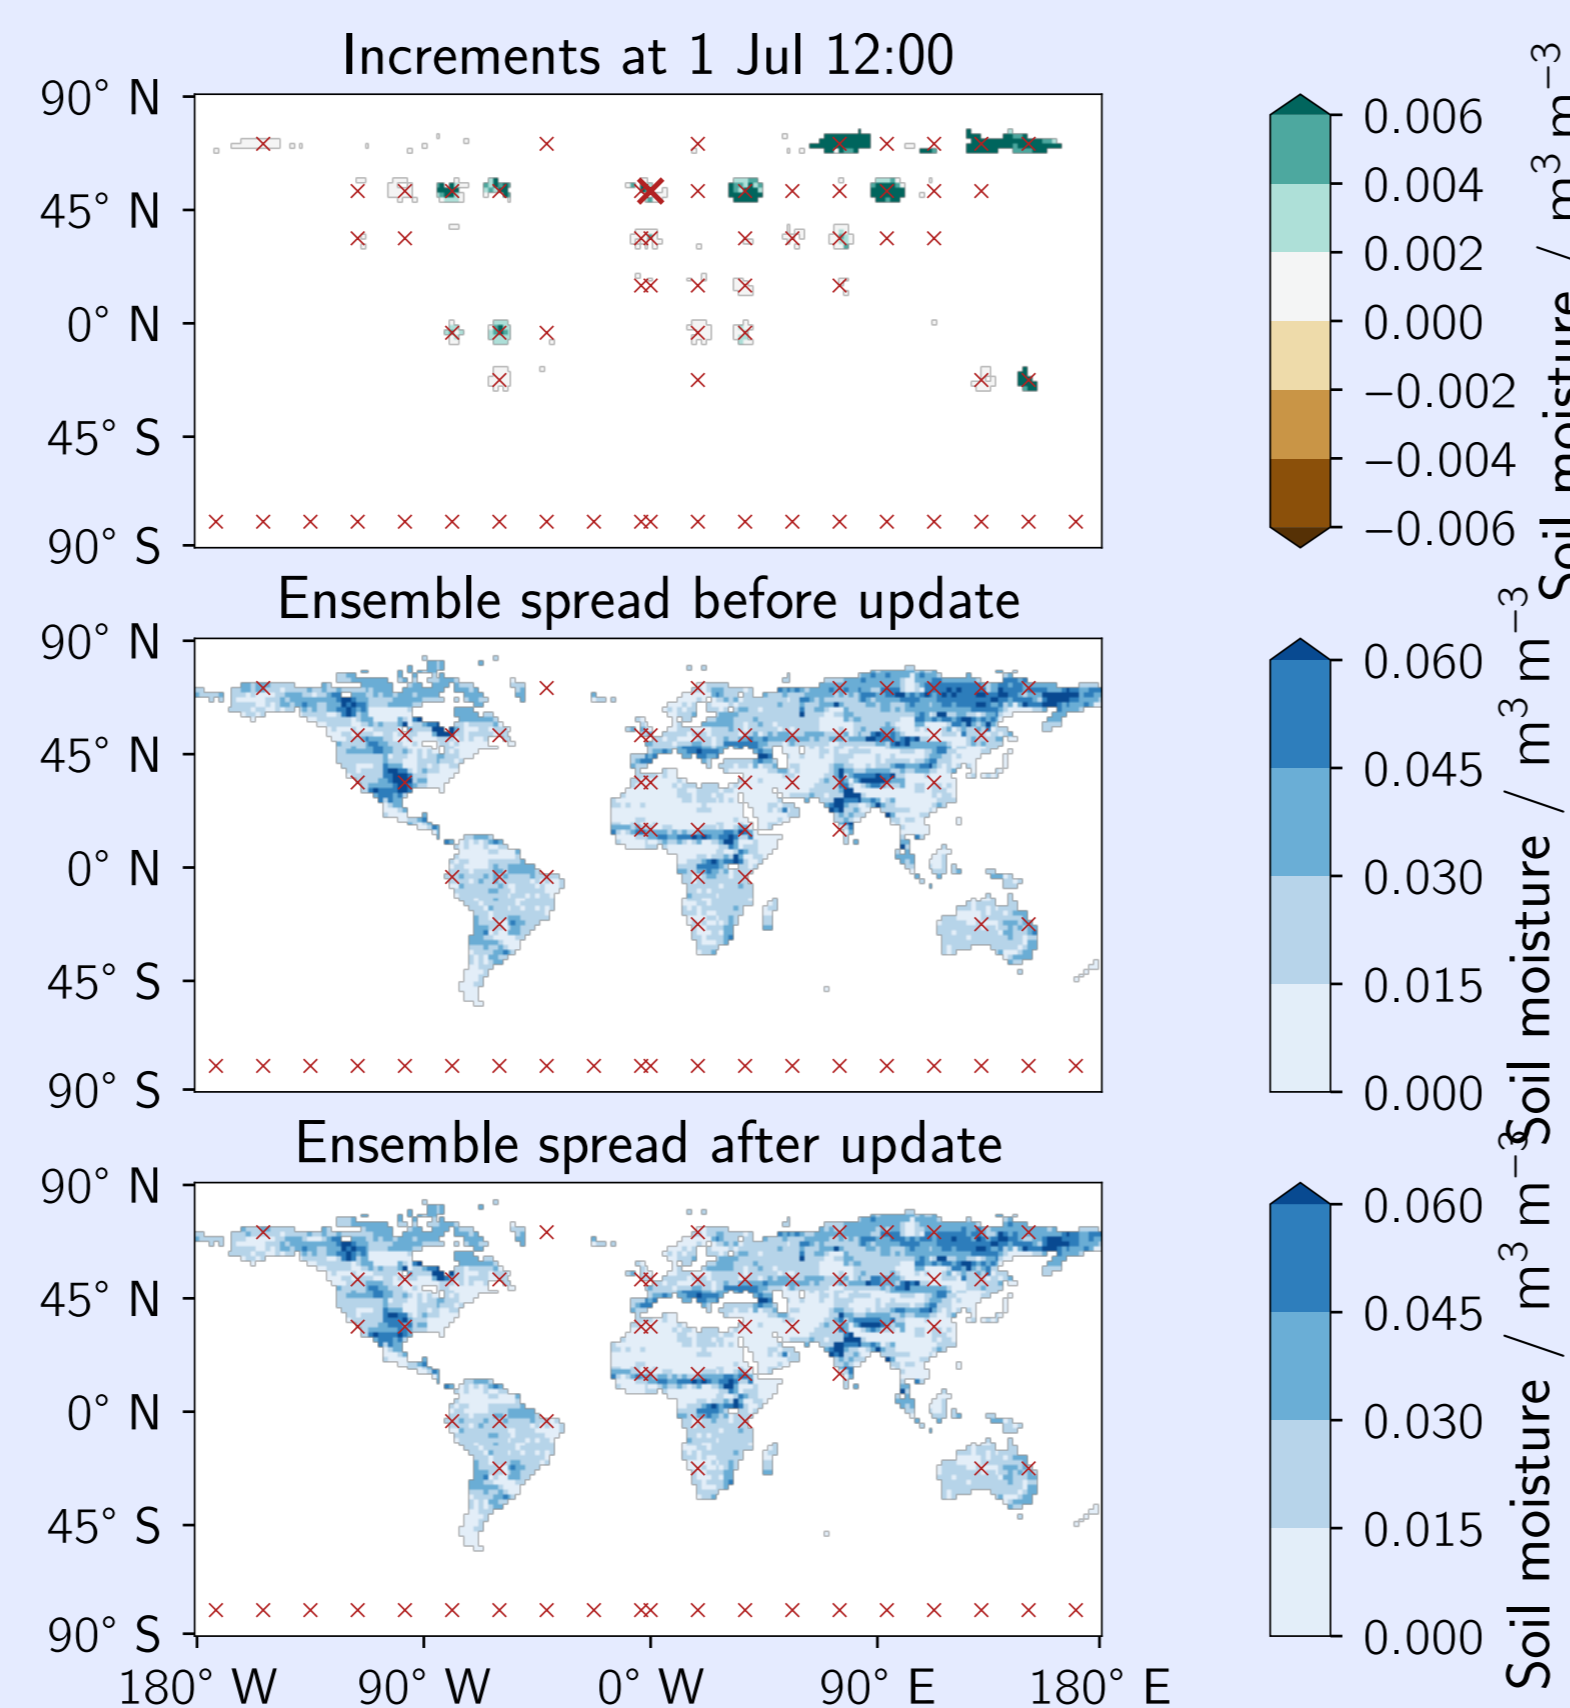 Increments at 1 Jul 12:00
90° N
45° N
0° N
45° S
90° S
0.006
0.004
0.002
0.000
−0.002
−0.004
−0.006
Soil moisture / m³ m⁻³
Ensemble spread before update
90° N
45° N
0° N
45° S
90° S
0.060
0.045
0.030
0.015
0.000
Soil moisture / m³ m⁻³
Ensemble spread after update
90° N
45° N
0° N
45° S
90° S
180° W
90° W
0° W
90° E
180° E
0.060
0.045
0.030
0.015
0.000
Soil moisture / m³ m⁻³